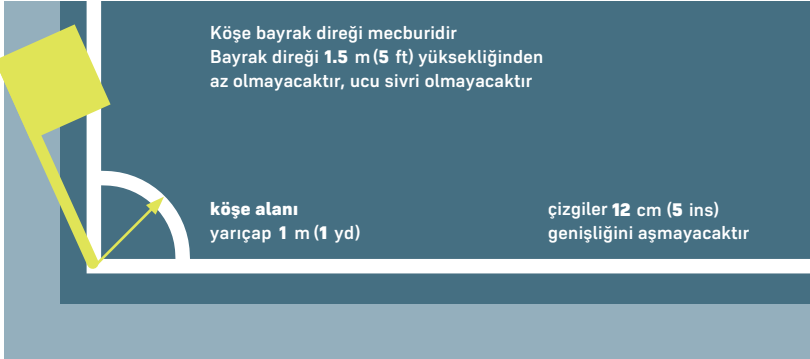 Köşe bayrak direği mecburidir
Bayrak direği 1.5 m (5 ft) yüksekliğinden
az olmayacaktır, ucu sivri olmayacaktır
köşe alanı
yarıçap 1 m (1 yd)
çizgiler 12 cm (5 ins)
genişliğini aşmayacaktır